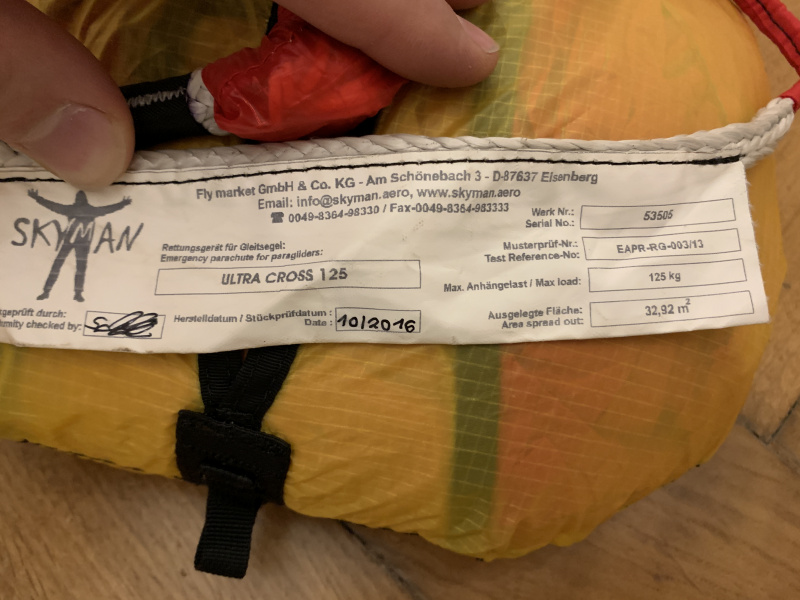 Fly market GmbH & Co. KG - Am Schönebach 3 - D-87637 Eisenberg
Email: info@skyman.aero, www.skyman.aero
☎ 0049-8364-98330 / Fax-0049-8364-983333
SKYMAN
Rettungsgerät für Gleitsegel:
Emergency parachute for paragliders:
ULTRA CROSS 125
geprüft durch:
checked by:
Herstelldatum / Stückprüfdatum :
Date :
10/2016
Werk Nr.:
Serial No.:
53505
Musterprüf-Nr.:
Test Reference-No:
EAPR-RG-003/13
Max. Anhängelast / Max load:
125 kg
Ausgelegte Fläche:
Area spread out:
32,92 m²